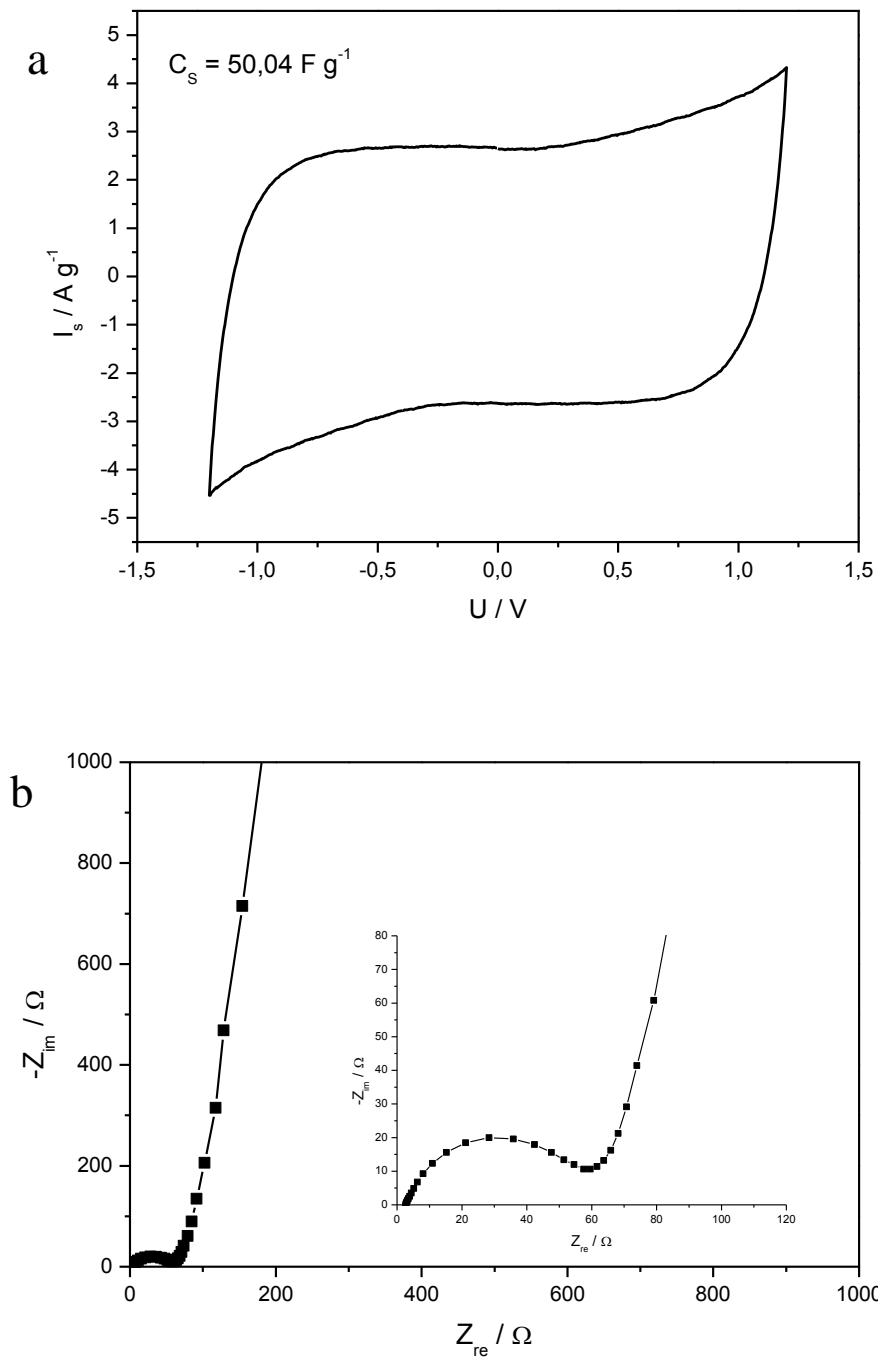 a
C_S = 50,04 F g^-1
5
4
3
2
1
0
-1
-2
-3
-4
-5
I_s / A g^-1
-1,5 -1,0 -0,5 0,0 0,5 1,0 1,5
U / V
b
1000
800
600
400
200
0
-Z_im / Ω
0 200 400 600 800 1000
Z_re / Ω
80
70
60
50
40
30
20
10
0
-Z_im / Ω
0 20 40 60 80 100 120
Z_re / Ω